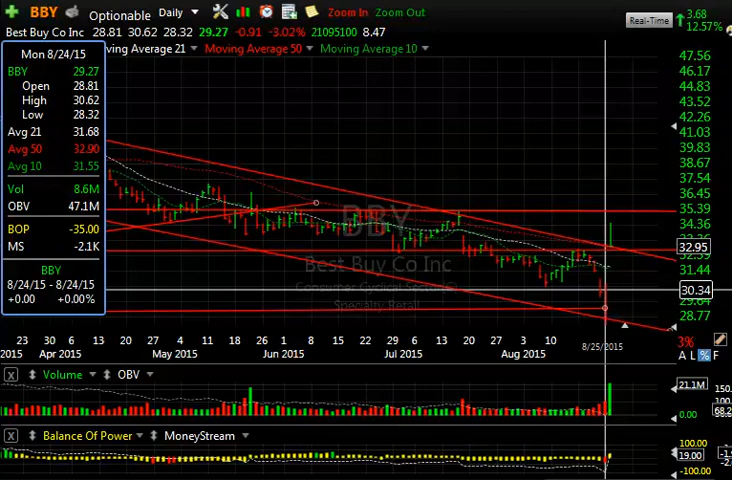 BBY Optionable Daily Zoom In Zoom Out Real-Time 3.68
12.57%
Best Buy Co Inc 28.81 30.62 28.32 29.27 -0.91 -3.02% 21095100 8.47
Mon 8/24/15
BBY 29.27
Open 28.81
High 30.62
Low 28.32
Avg 21 31.68
Avg 50 32.90
Avg 10 31.55
Vol 8.6M
OBV 47.1M
BOP -35.00
MS -2.1K
BBY
8/24/15 - 8/24/15
+0.00 +0.00%
ving Average 21 Moving Average 50 Moving Average 10
47.56
46.17
44.83
43.52
42.26
41.03
39.83
38.67
37.54
36.45
35.39
34.36
32.95
31.44
30.34
28.77
BBY
Best Buy Co Inc
Specialty Retail
23 30 6 13 20 27 11 18 26 8 15 22 6 13 20 27 10
2015 Apr 2015 May 2015 Jun 2015 Jul 2015 Aug 2015 8/25/2015
3%
A L % F
X Volume OBV
21.1M 150.
0.00 68.2
X Balance Of Power MoneyStream
100.00
19.00
-100.00